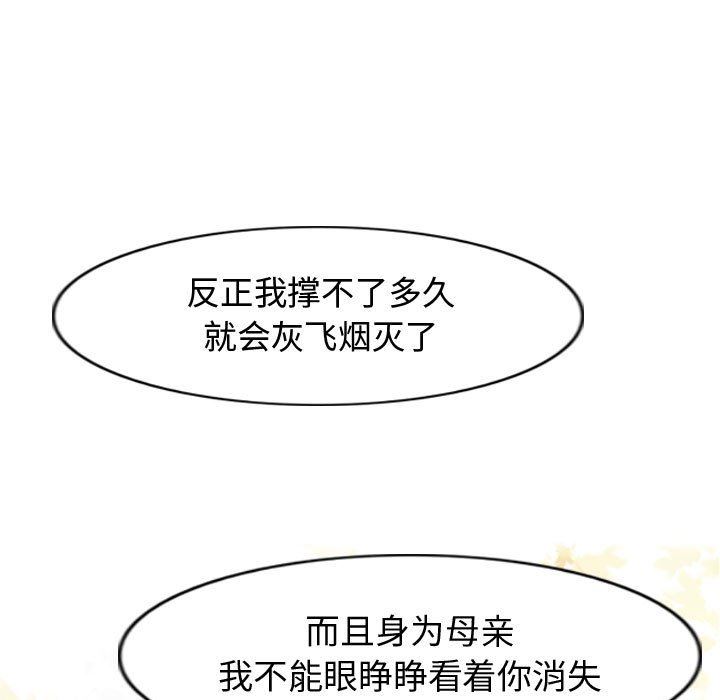 反正我撑不了多久
就会灰飞烟灭了
而且身为母亲
我不能眼睁睁看着你消失